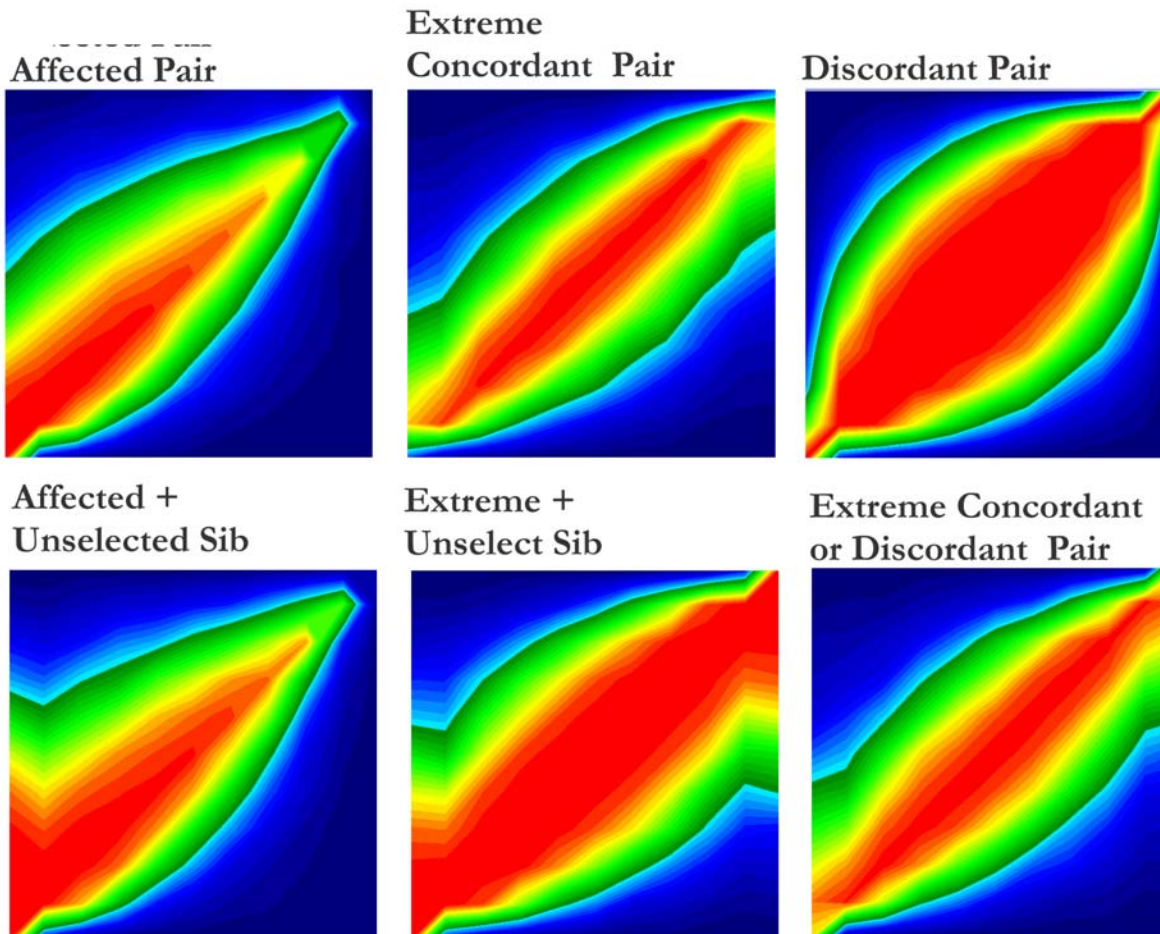 Extreme
Affected Pair
Concordant Pair
Discordant Pair
Affected +
Unselected Sib
Extreme +
Unselect Sib
Extreme Concordant
or Discordant Pair